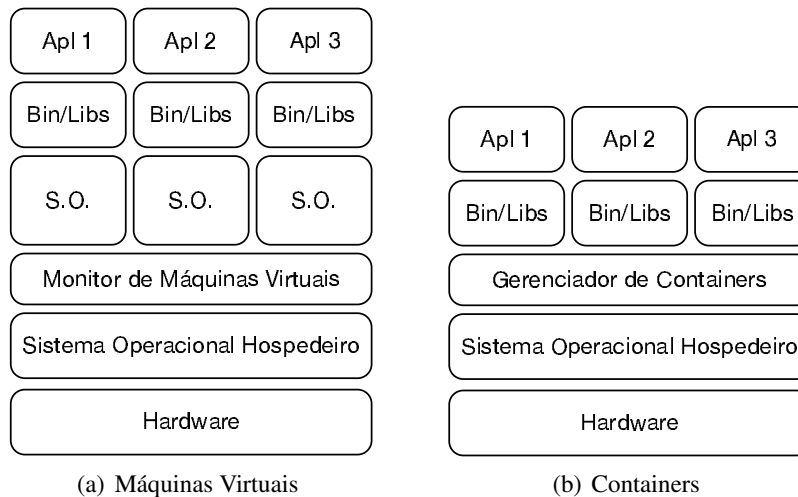 Apl 1 Apl 2 Apl 3
Bin/Libs Bin/Libs Bin/Libs
S.O. S.O. S.O.
Monitor de Máquinas Virtuais
Sistema Operacional Hospedeiro
Hardware
(a) Máquinas Virtuais
Apl 1 Apl 2 Apl 3
Bin/Libs Bin/Libs Bin/Libs
Gerenciador de Containers
Sistema Operacional Hospedeiro
Hardware
(b) Containers